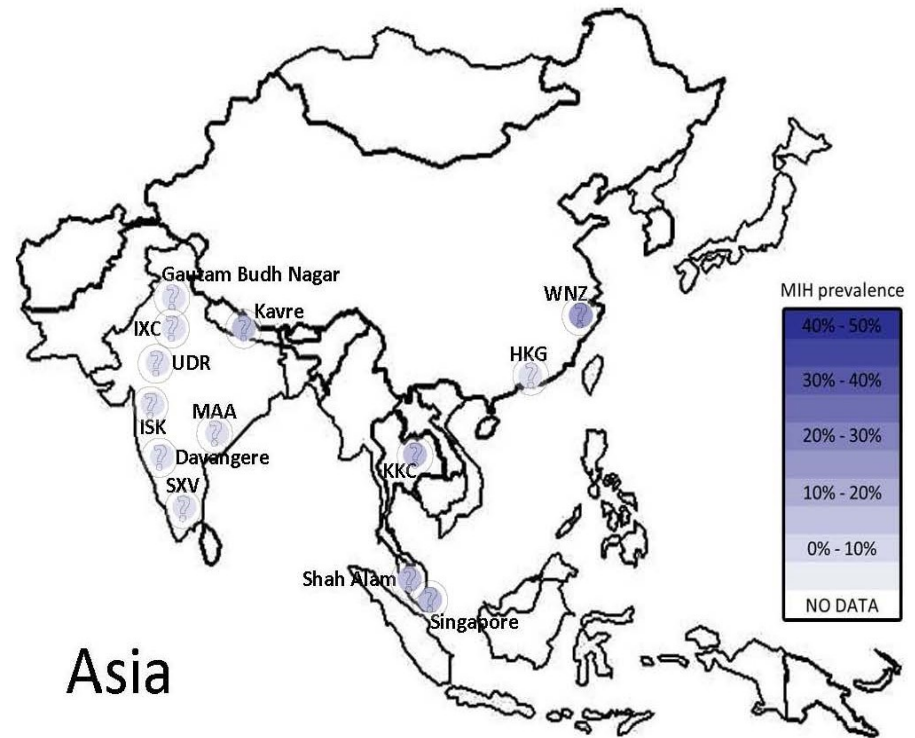 Gautam Budh Nagar
Kavre
IXC
UDR
ISK
MAA
Davangere
SXV
WNZ
HKG
KKC
Shah Alam
Singapore
Asia
MIH prevalence
40% - 50%
30% - 40%
20% - 30%
10% - 20%
0% - 10%
NO DATA
?
?
?
?
?
?
?
?
?
?
?
?
?